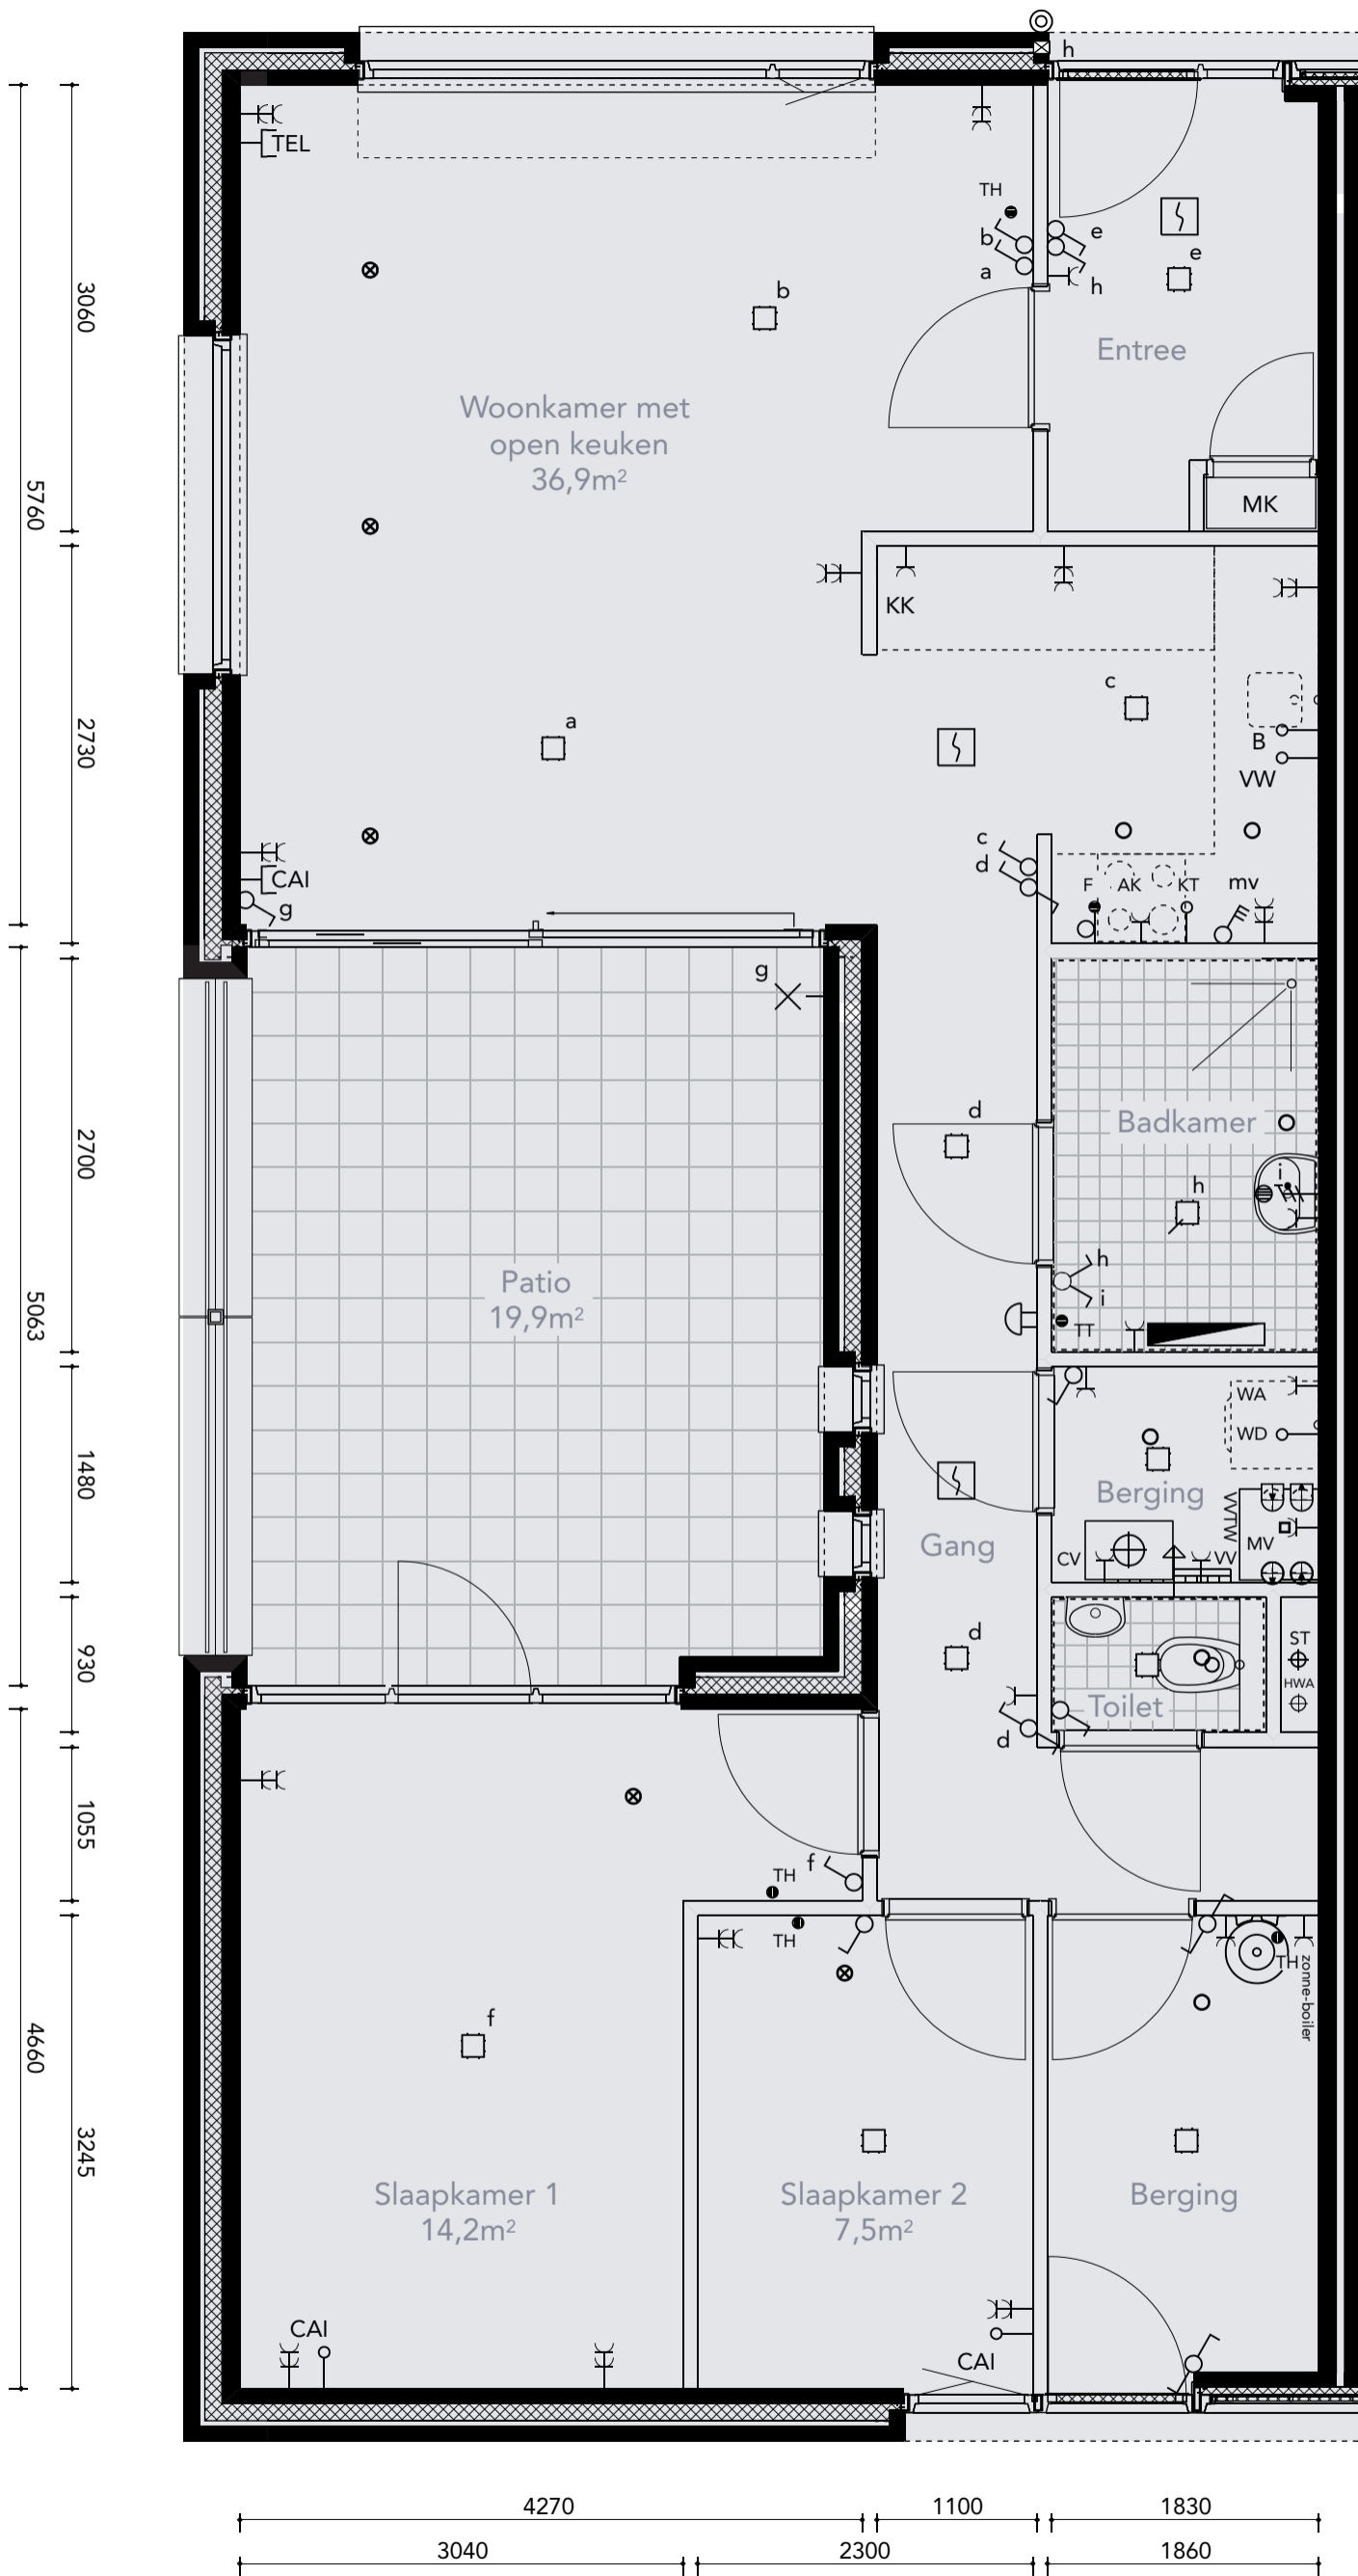 h
TEL
TH
b
a
e
h
e
b
3060
Entree
Woonkamer met
open keuken
36,9m²
5760
MK
KK
c
a
2730
B
VW
c
d
F
AK
KT
mv
CAI
g
g
d
Badkamer
2700
i
h
h
i
TT
Patio
19,9m²
5063
WA
WD
1480
Berging
WTW
MV
CV
VV
Gang
d
930
ST
HWA
Toilet
d
1055
f
TH
TH
TH
zonne-boiler
f
4660
3245
Slaapkamer 1
14,2m²
Slaapkamer 2
7,5m²
Berging
CAI
CAI
4270
1100
1830
3040
2300
1860